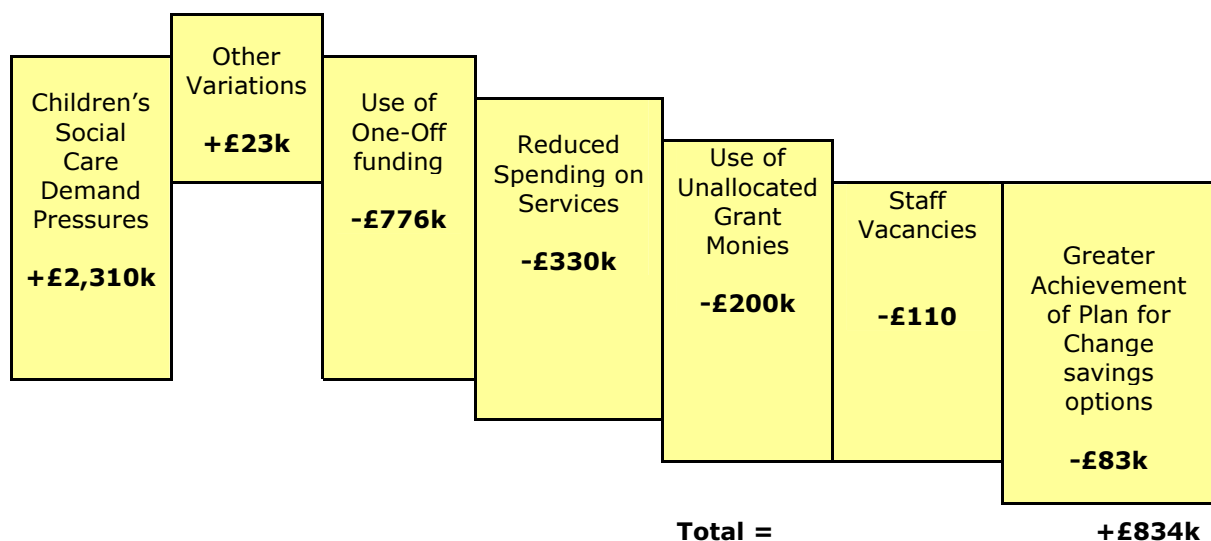 Children's
Social
Care
Demand
Pressures
+£2,310k
Other
Variations
+£23k
Use of
One-Off
funding
-£776k
Reduced
Spending on
Services
-£330k
Use of
Unallocated
Grant
Monies
-£200k
Staff
Vacancies
-£110
Greater
Achievement
of Plan for
Change
savings
options
-£83k
Total = +£834k